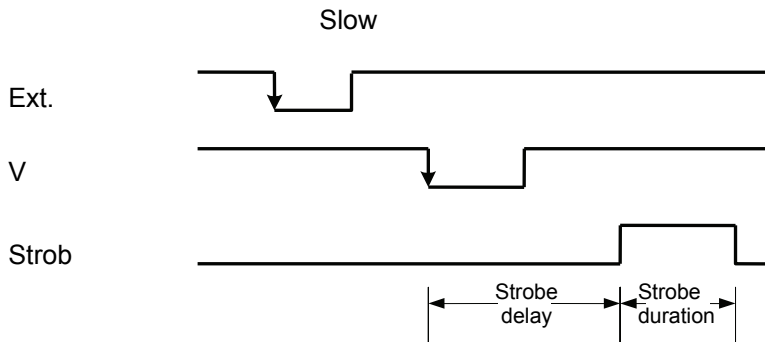 Slow
Ext.
V
Strob
Strobe delay
Strobe duration